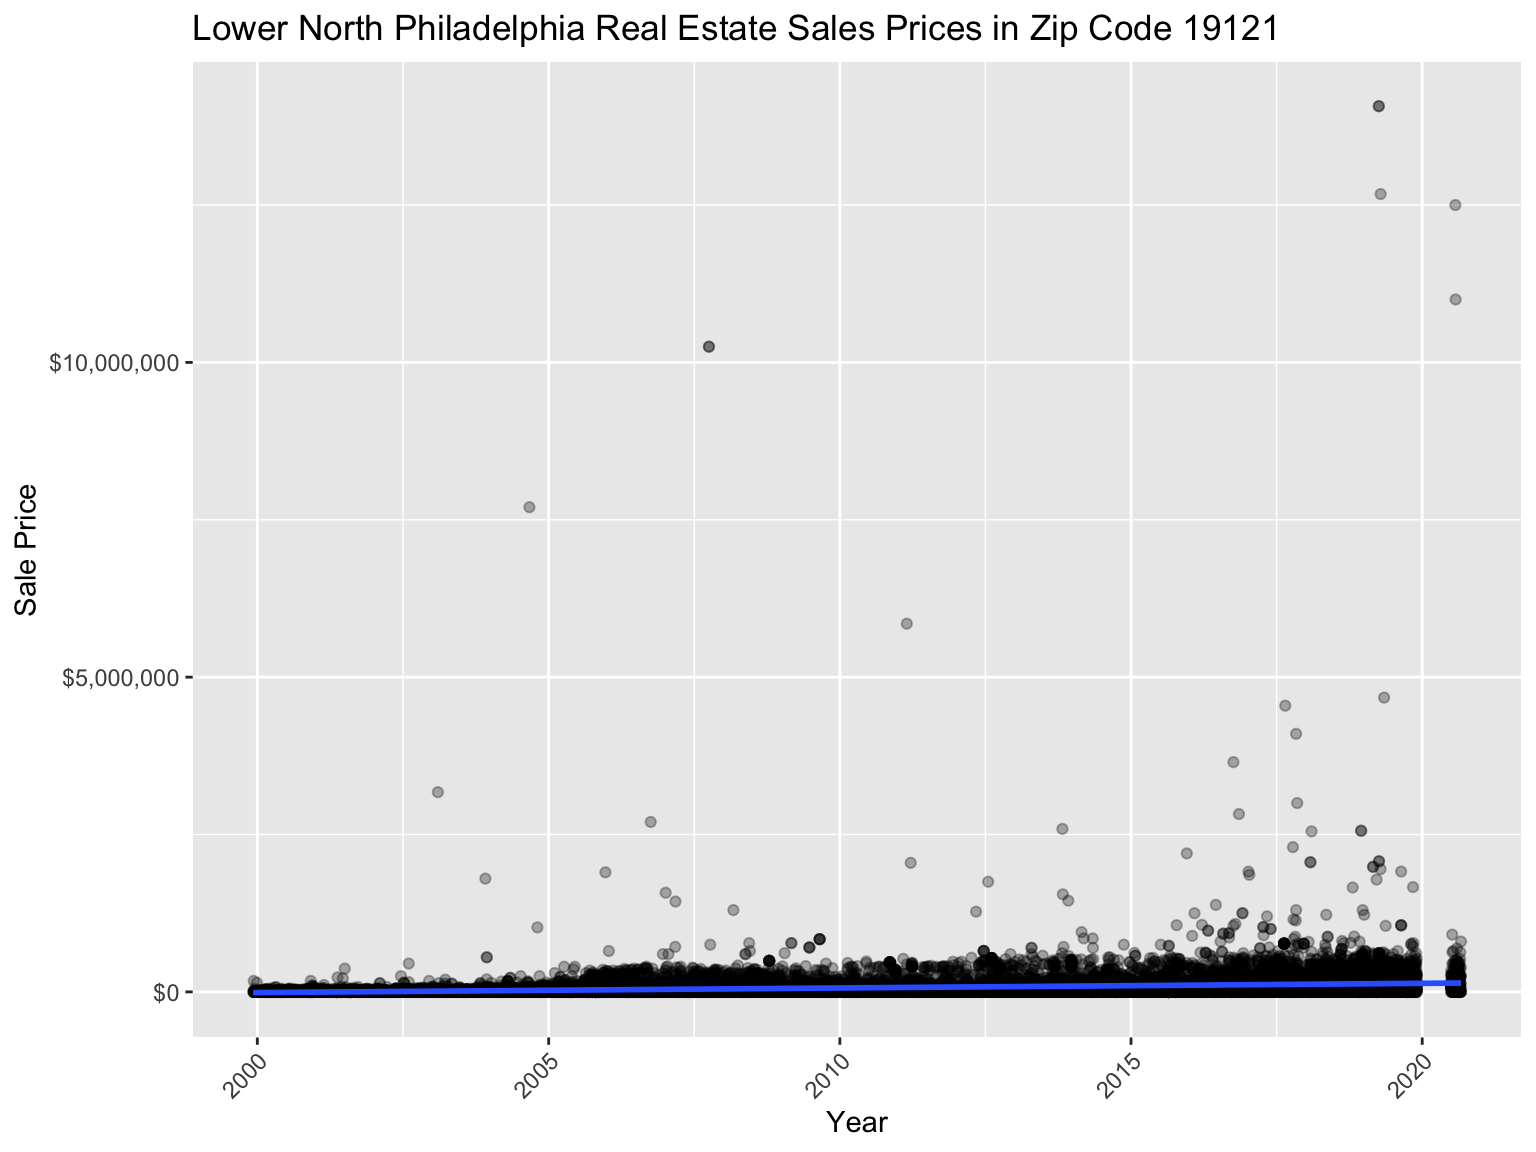 Lower North Philadelphia Real Estate Sales Prices in Zip Code 19121
$10,000,000
Sale Price
$5,000,000
$0
2000
2005
2010
2015
2020
Year